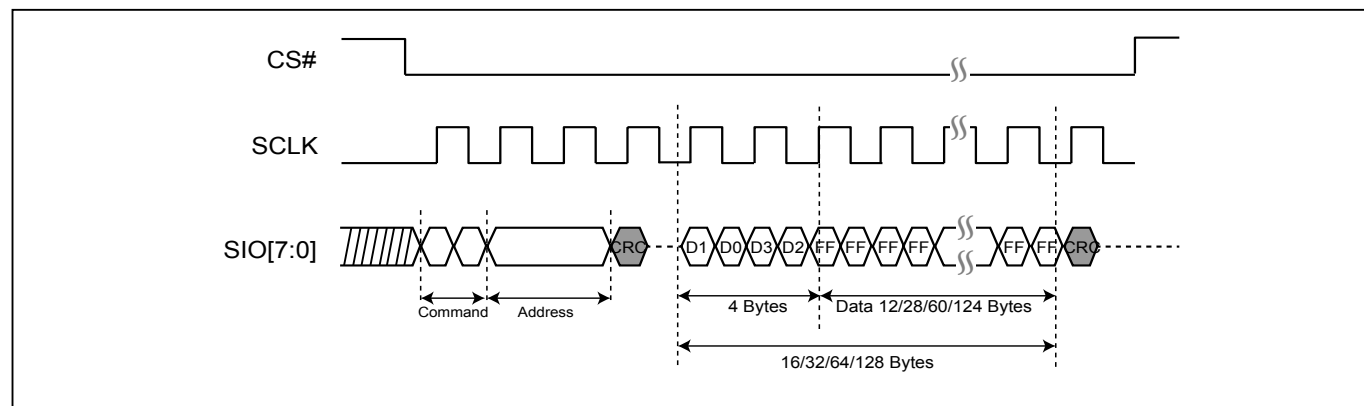 CS#
SCLK
SIO[7:0]
CRC
D1 D0 D3 D2 FF FF FF FF FF FF CRC
Command
Address
4 Bytes
Data 12/28/60/124 Bytes
16/32/64/128 Bytes